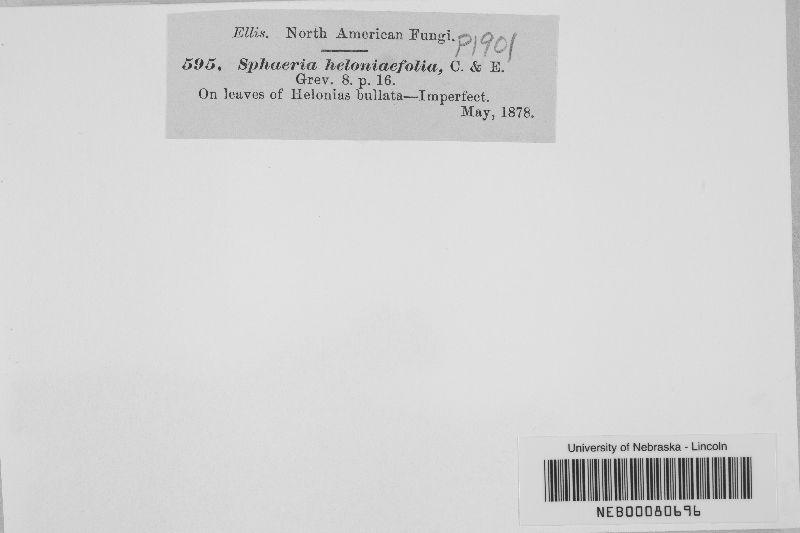 Ellis. North American Fungi.
P1901
595. Sphaeria heloniaefolia, C. & E.
Grev. 8. p. 16.
On leaves of Helonias bullata—Imperfect.
May, 1878.
University of Nebraska - Lincoln
NEB00080696